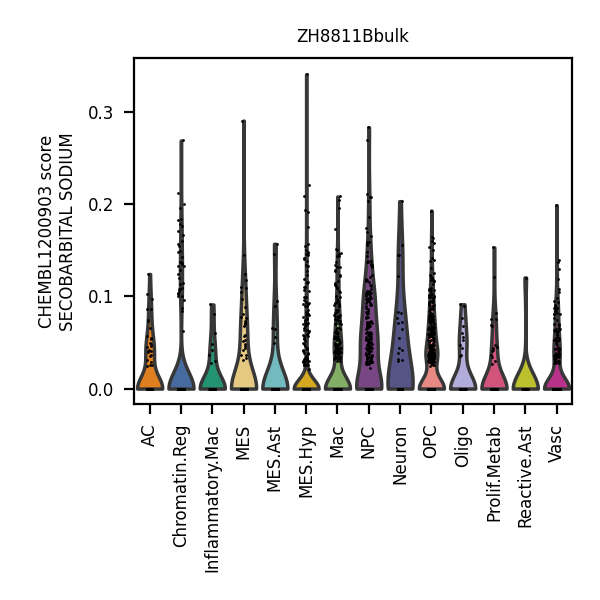 ZH8811Bbulk
CHEMBL1200903 score
SECOBARBITAL SODIUM
0.3
0.2
0.1
0.0
AC
Chromatin.Reg
Inflammatory.Mac
MES
MES.Ast
MES.Hyp
Mac
NPC
Neuron
OPC
Oligo
Prolif.Metab
Reactive.Ast
Vasc